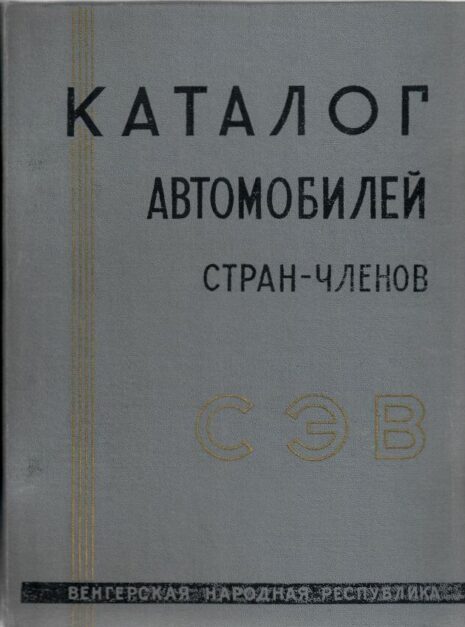 КАТАЛОГ
АВТОМОБИЛЕЙ
СТРАН-ЧЛЕНОВ
СЭВ
ВЕНГЕРСКАЯ НАРОДНАЯ РЕСПУБЛИКА